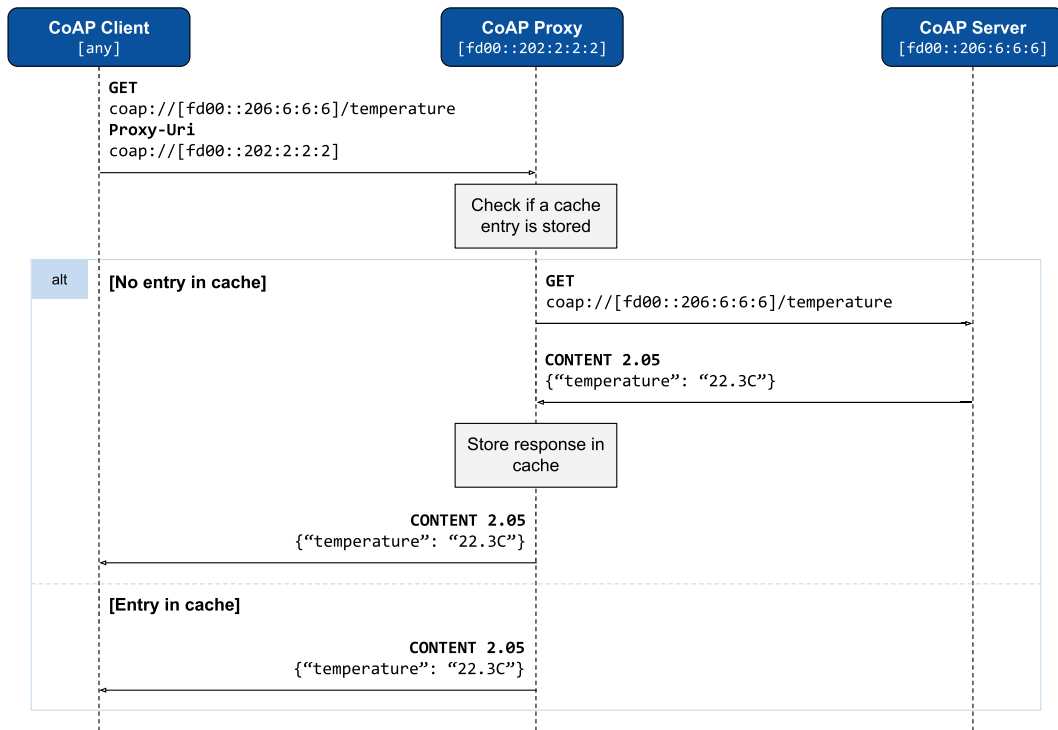 CoAP Client
[any]
CoAP Proxy
[fd00::202:2:2:2]
CoAP Server
[fd00::206:6:6:6]
GET
coap://[fd00::206:6:6:6]/temperature
Proxy-Uri
coap://[fd00::202:2:2:2]
Check if a cache
entry is stored
alt
[No entry in cache]
GET
coap://[fd00::206:6:6:6]/temperature
CONTENT 2.05
{“temperature”: “22.3C”}
Store response in
cache
CONTENT 2.05
{“temperature”: “22.3C”}
[Entry in cache]
CONTENT 2.05
{“temperature”: “22.3C”}